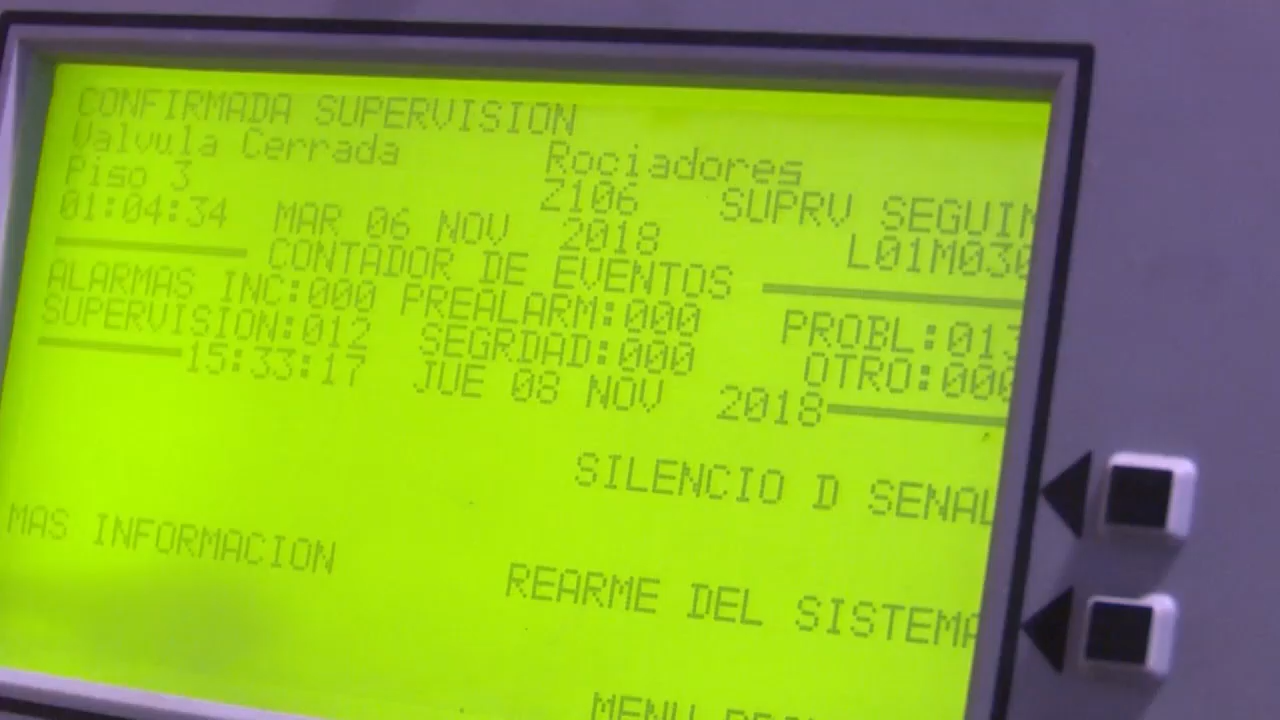 CONFIRMADA SUPERVISION
Valvula Cerrada Rociadores
Piso 3 Z106 SUPRV SEGUIM
01:04:34 MAR 06 NOV 2018 L01M030
CONTADOR DE EVENTOS
ALARMAS INC:000 PREALARM:000 PROBL:013
SUPERVISION:012 SEGRDAD:000 OTRO:000
15:33:17 JUE 08 NOV 2018
SILENCIO D SENAL
MAS INFORMACION
REARME DEL SISTEMA
MENU